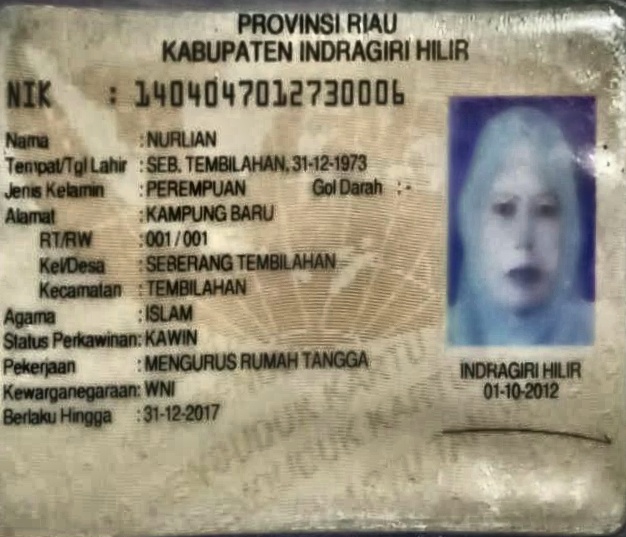 PROVINSI RIAU
KABUPATEN INDRAGIRI HILIR
NIK : 1404047012730006
Nama : NURLIAN
Tempat/Tgl Lahir : SEB. TEMBILAHAN, 31-12-1973
Jenis Kelamin : PEREMPUAN Gol Darah : -
Alamat : KAMPUNG BARU
RT/RW : 001 / 001
Kel/Desa : SEBERANG TEMBILAHAN
Kecamatan : TEMBILAHAN
Agama : ISLAM
Status Perkawinan: KAWIN
Pekerjaan : MENGURUS RUMAH TANGGA
Kewarganegaraan: WNI
Berlaku Hingga : 31-12-2017
INDRAGIRI HILIR
01-10-2012